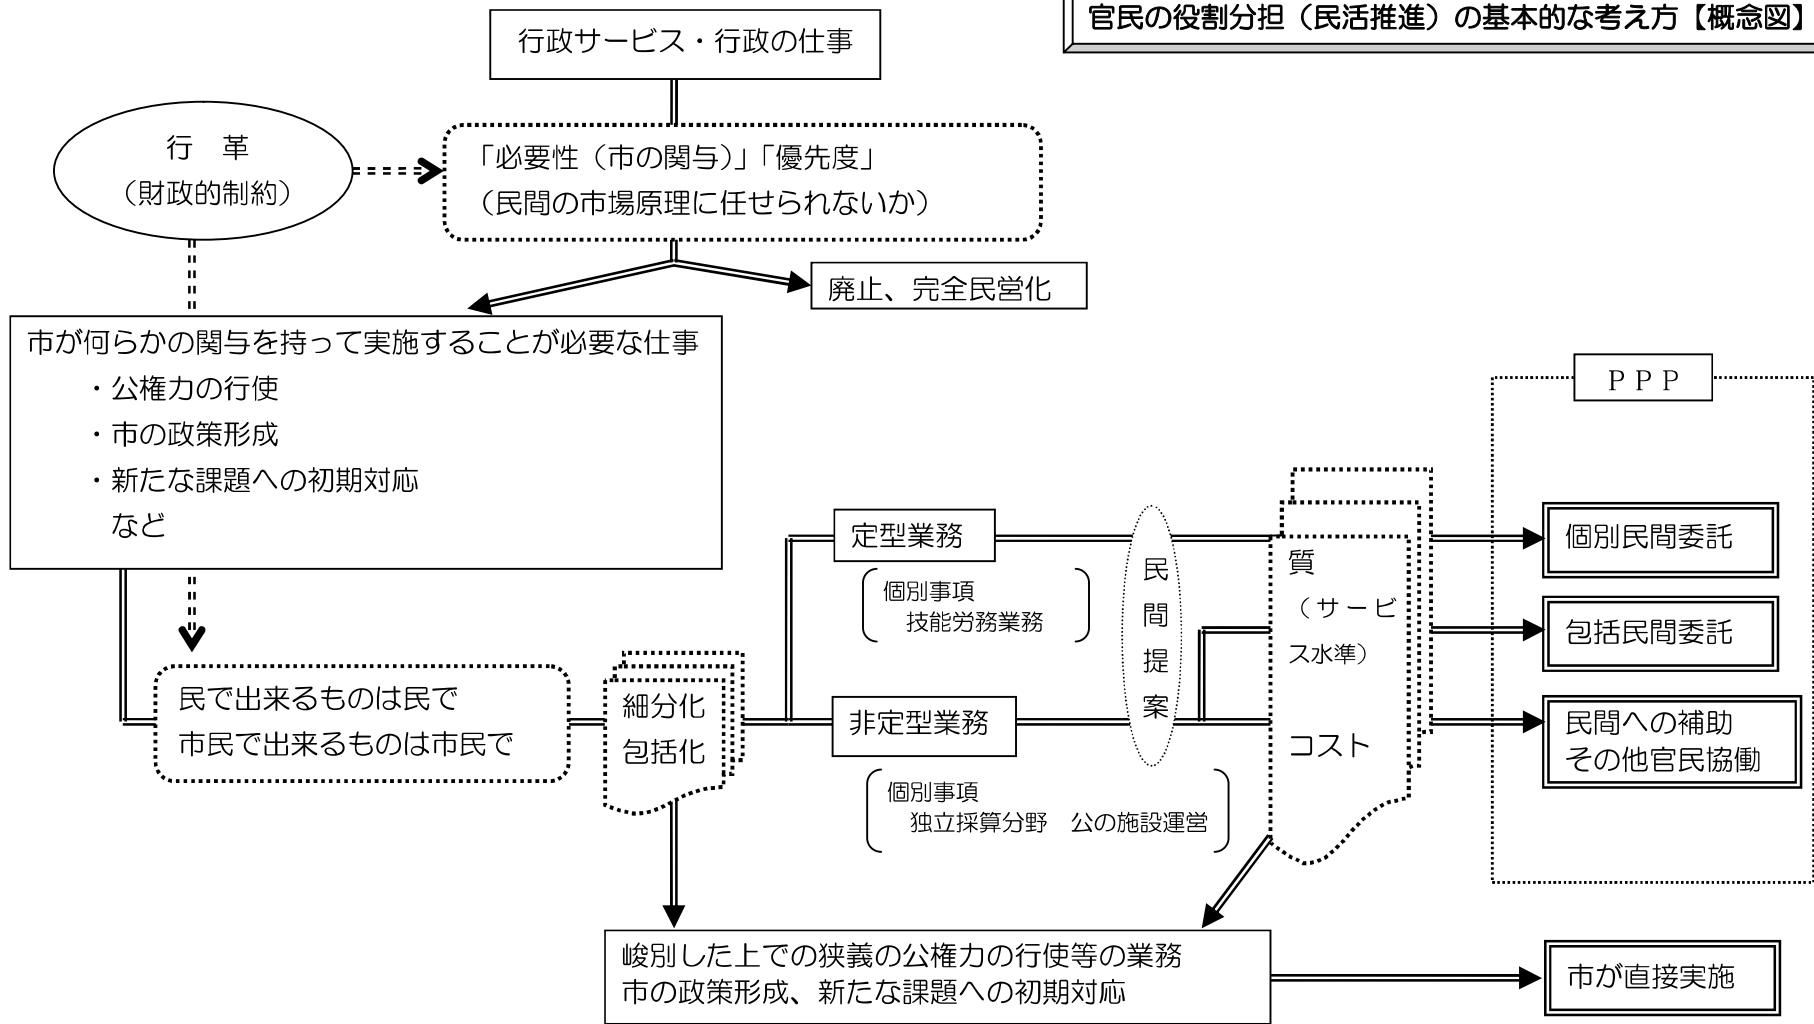 官民の役割分担（民活推進）の基本的な考え方【概念図】
行政サービス・行政の仕事
行　革
（財政的制約）
「必要性（市の関与）」「優先度」
（民間の市場原理に任せられないか）
廃止、完全民営化
市が何らかの関与を持って実施することが必要な仕事
・公権力の行使
・市の政策形成
・新たな課題への初期対応
など
民で出来るものは民で
市民で出来るものは市民で
細分化
包括化
定型業務
個別事項
技能労務業務
非定型業務
個別事項
独立採算分野　公の施設運営
民
間
提
案
質
（サービ
ス水準）
コスト
ＰＰＰ
個別民間委託
包括民間委託
民間への補助
その他官民協働
峻別した上での狭義の公権力の行使等の業務
市の政策形成、新たな課題への初期対応
市が直接実施